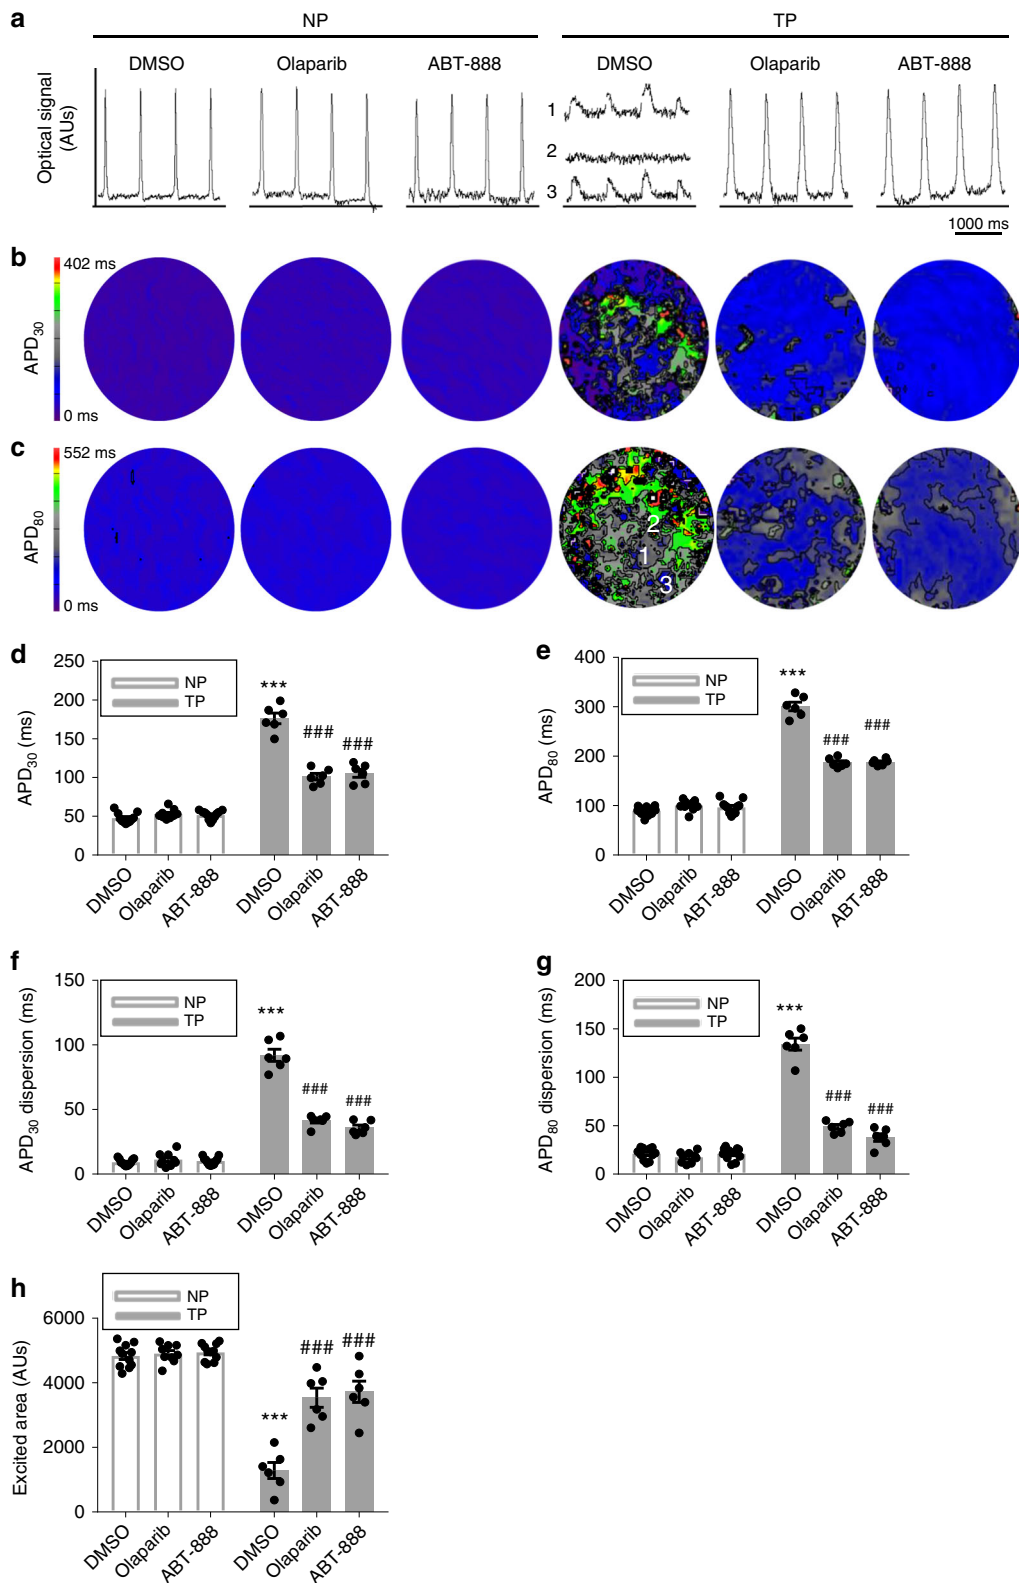 a
NP TP
DMSO Olaparib ABT-888 DMSO Olaparib ABT-888
Optical signal (AUs)
1
2
3
1000 ms
b
402 ms
APD30
0 ms
c
552 ms
APD80
0 ms
2
1
3
d
250
200
150
100
50
0
APD30 (ms)
NP
TP
***
###
###
DMSO Olaparib ABT-888 DMSO Olaparib ABT-888
e
400
300
200
100
0
APD80 (ms)
NP
TP
***
###
###
DMSO Olaparib ABT-888 DMSO Olaparib ABT-888
f
150
100
50
0
APD30 dispersion (ms)
NP
TP
***
###
###
DMSO Olaparib ABT-888 DMSO Olaparib ABT-888
g
200
150
100
50
0
APD80 dispersion (ms)
NP
TP
***
###
###
DMSO Olaparib ABT-888 DMSO Olaparib ABT-888
h
6000
4000
2000
0
Excited area (AUs)
NP
TP
***
###
###
DMSO Olaparib ABT-888 DMSO Olaparib ABT-888